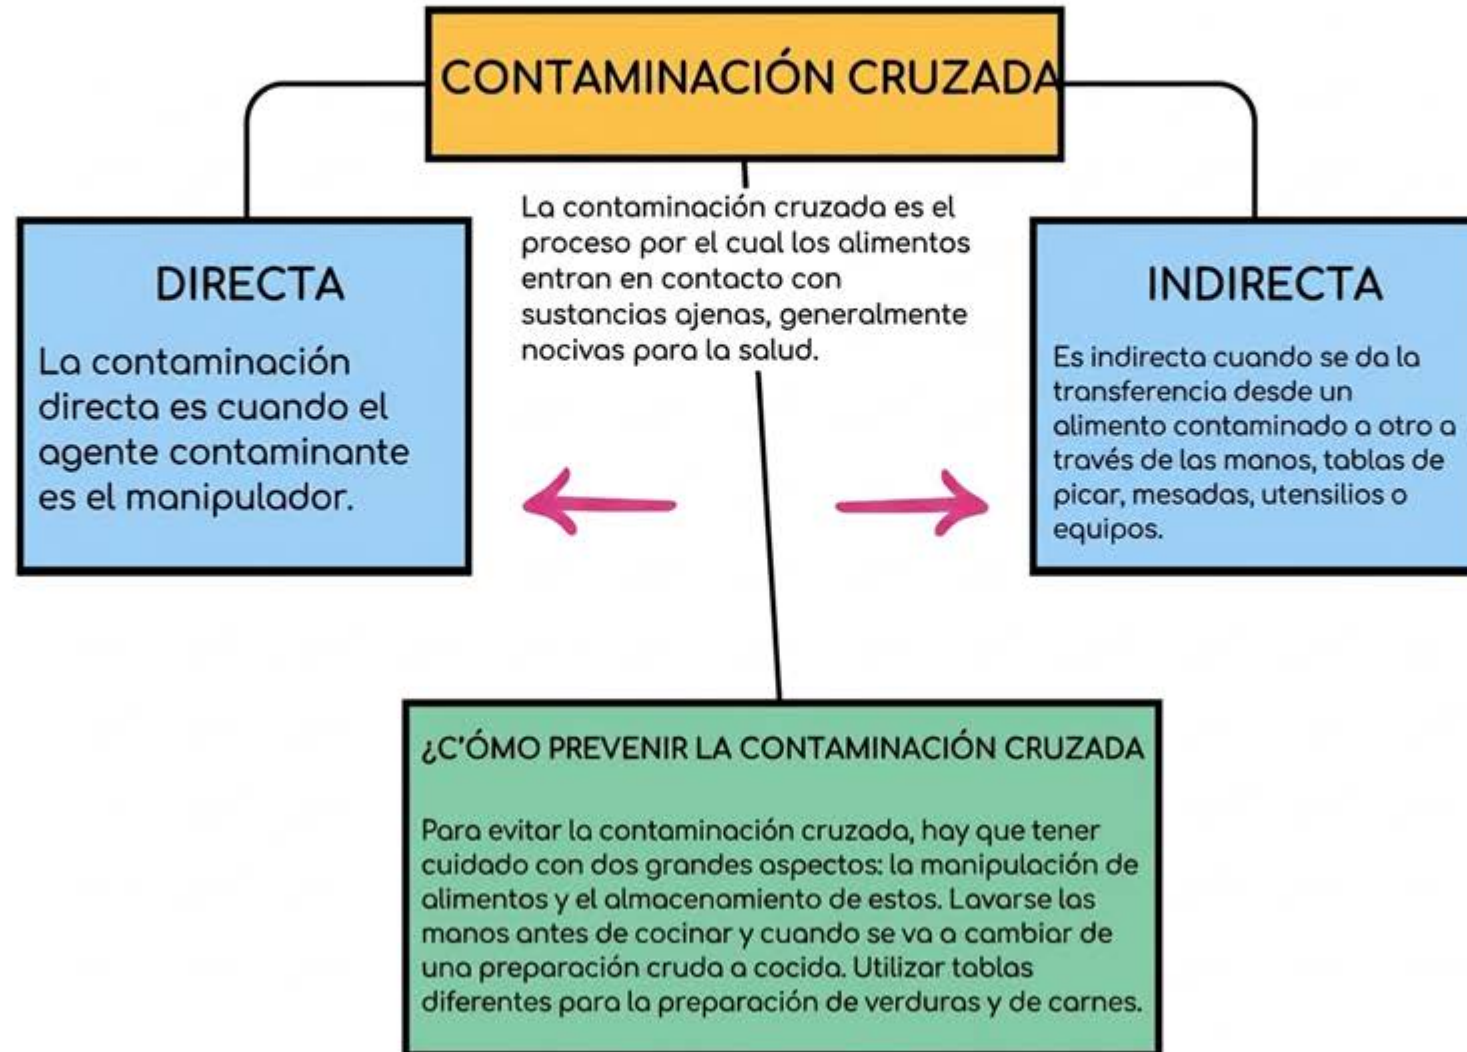 CONTAMINACIÓN CRUZADA
La contaminación cruzada es el
proceso por el cual los alimentos
entran en contacto con
sustancias ajenas, generalmente
nocivas para la salud.
DIRECTA
La contaminación
directa es cuando el
agente contaminante
es el manipulador.
INDIRECTA
Es indirecta cuando se da la
transferencia desde un
alimento contaminado a otro a
través de las manos, tablas de
picar, mesadas, utensilios o
equipos.
¿C'ÓMO PREVENIR LA CONTAMINACIÓN CRUZADA
Para evitar la contaminación cruzada, hay que tener
cuidado con dos grandes aspectos: la manipulación de
alimentos y el almacenamiento de estos. Lavarse las
manos antes de cocinar y cuando se va a cambiar de
una preparación cruda a cocida. Utilizar tablas
diferentes para la preparación de verduras y de carnes.